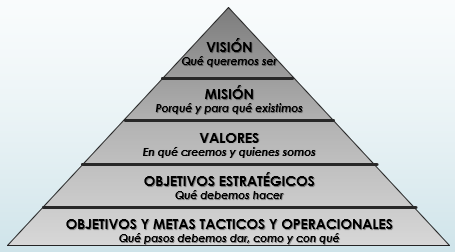 VISIÓN
Qué queremos ser
MISIÓN
Porqué y para qué existimos
VALORES
En qué creemos y quienes somos
OBJETIVOS ESTRATÉGICOS
Qué debemos hacer
OBJETIVOS Y METAS TACTICOS Y OPERACIONALES
Qué pasos debemos dar, como y con qué